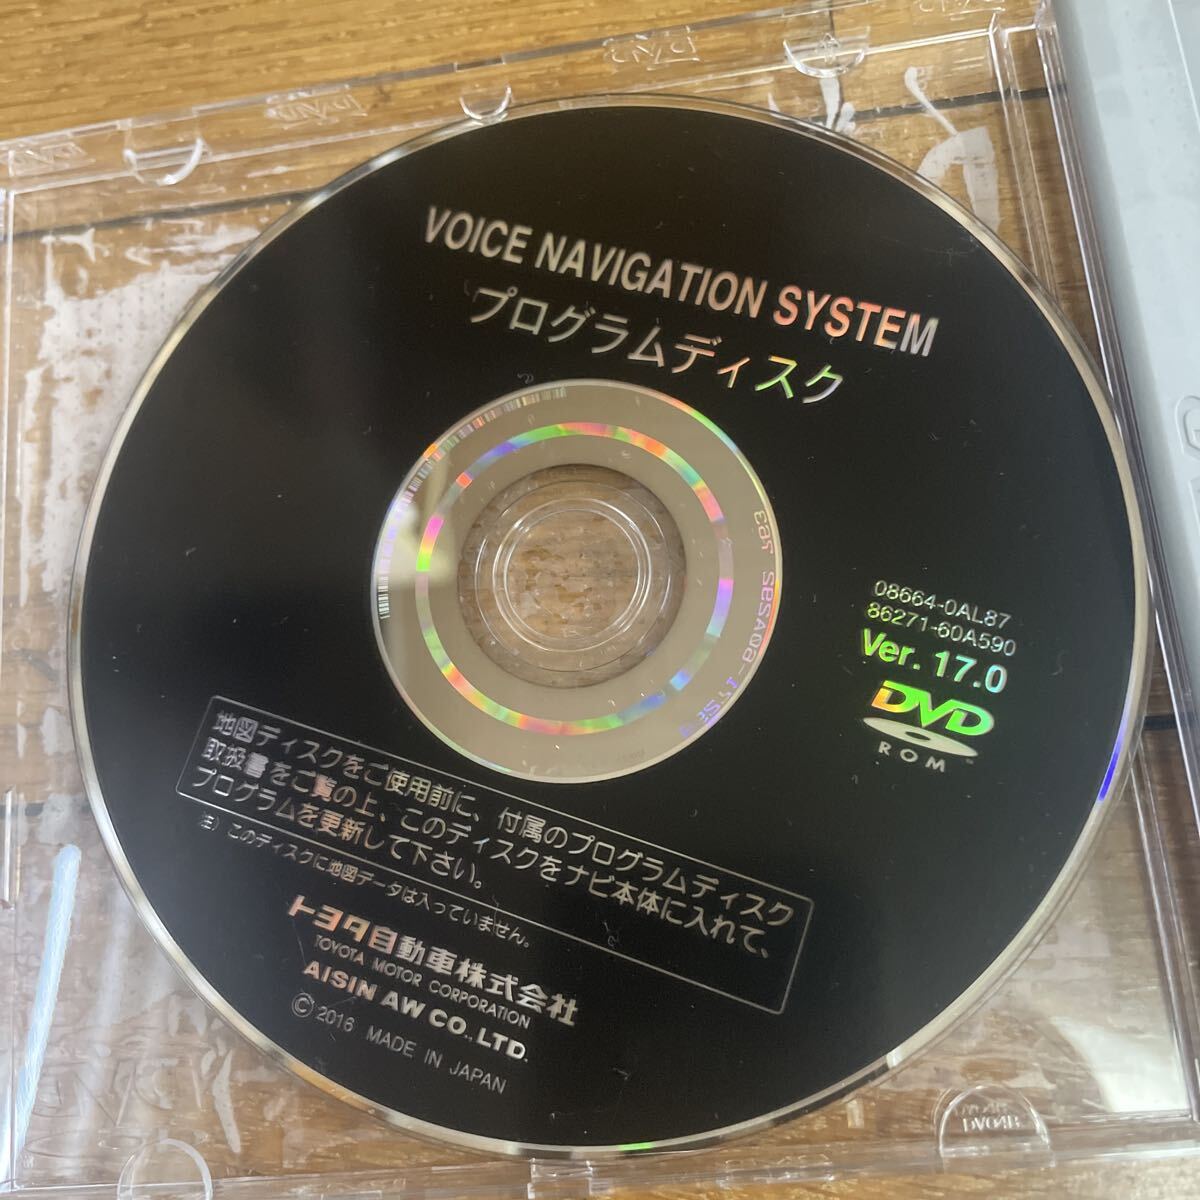 VOICE NAVIGATION SYSTEM
プログラムディスク
08664-0AL87
86271-60A590
Ver. 17.0
DVD
ROM
地図ディスクをご使用前に、付属のプログラムディスク
取扱書をご覧の上、このディスクをナビ本体に入れて、
プログラムを更新して下さい。
注）このディスクに地図データは入っていません。
トヨタ自動車株式会社
TOYOTA MOTOR CORPORATION
AISIN AW CO.,LTD.
©2016 MADE IN JAPAN